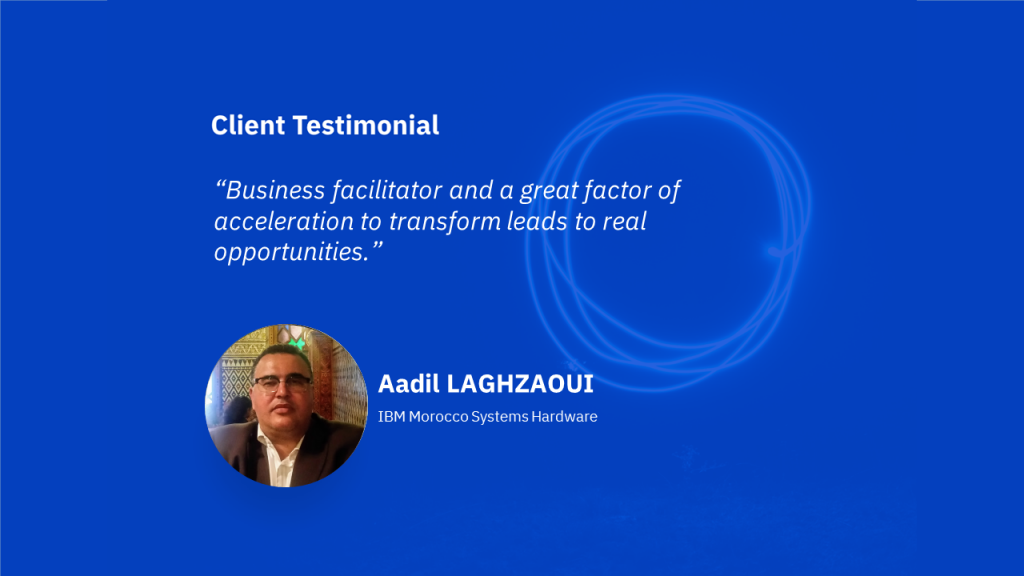 Client Testimonial
“Business facilitator and a great factor of
acceleration to transform leads to real
opportunities.”
Aadil LAGHZAOUI
IBM Morocco Systems Hardware